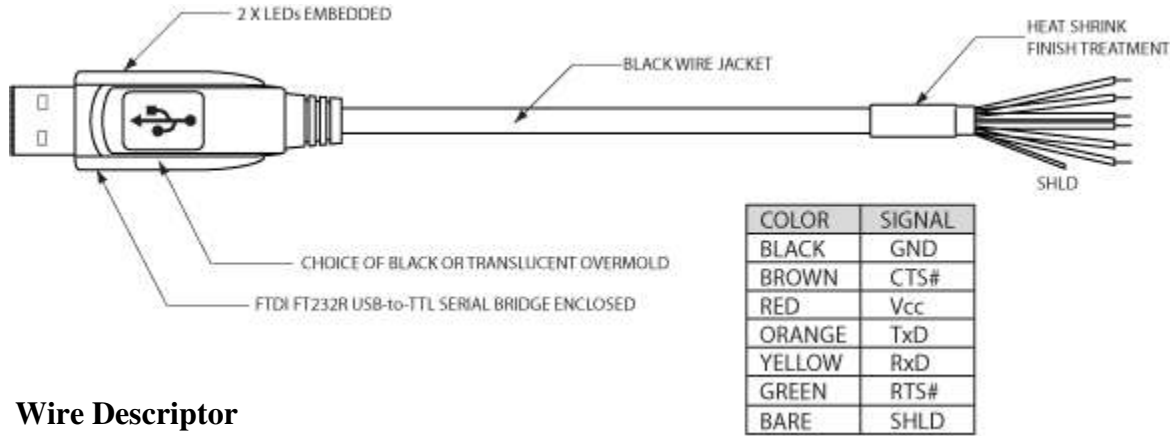 2 X LEDs EMBEDDED
HEAT SHRINK
FINISH TREATMENT
BLACK WIRE JACKET
SHLD
CHOICE OF BLACK OR TRANSLUCENT OVERMOLD
FTDI FT232R USB-to-TTL SERIAL BRIDGE ENCLOSED
COLOR SIGNAL
BLACK GND
BROWN CTS#
RED Vcc
ORANGE TxD
YELLOW RxD
GREEN RTS#
BARE SHLD
Wire Descriptor